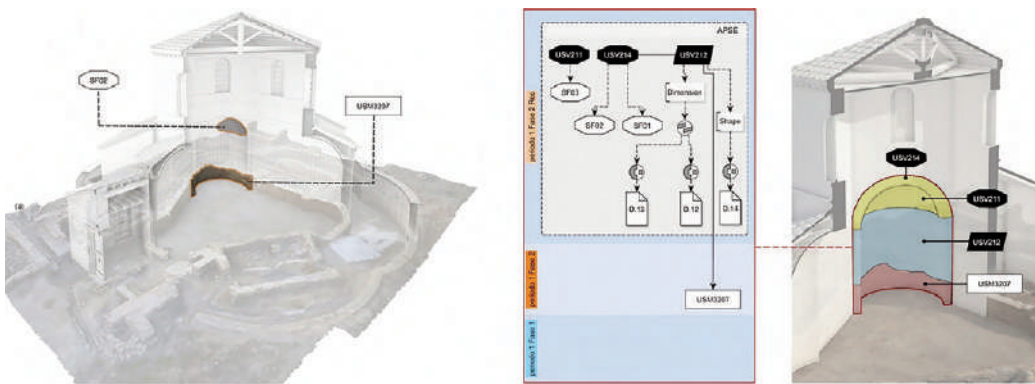 SF02
USM3207
APSE
USV211
USV214
USV212
SF03
Dimension
SF02
SF01
Shape
D.13
D.12
D.14
periodo 1 Fase 2 Rec
periodo 1 Fase 2
USM3207
periodo 1 Fase 1
USV214
USV211
USV212
USM3207